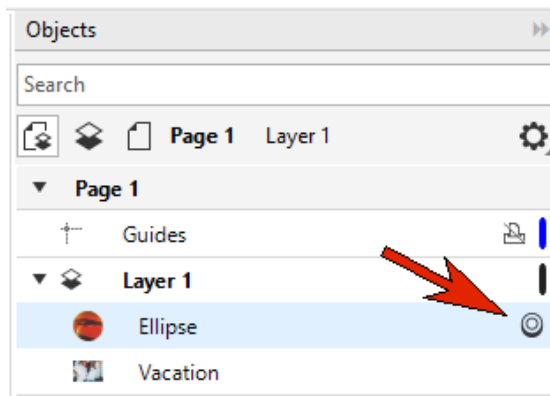 Objects
Search
Page 1 Layer 1
Page 1
Guides
Layer 1
Ellipse
Vacation